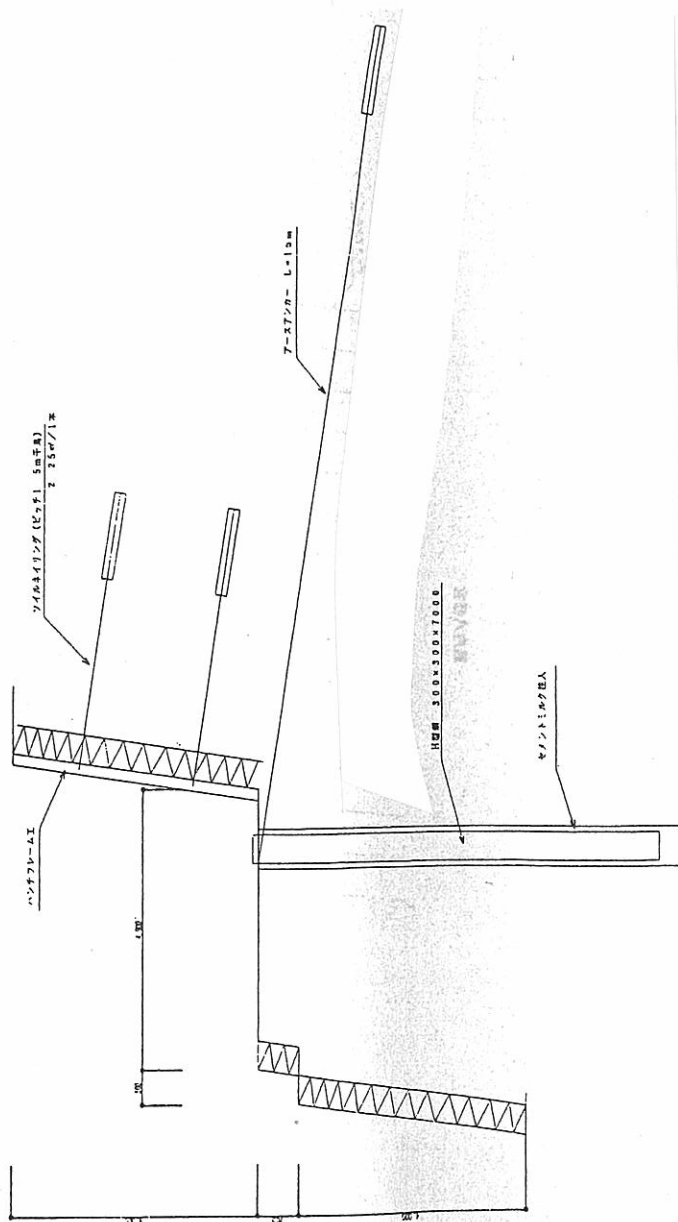 ソイルネイリング (ピッチ1 5m千鳥)
2 25㎡/1本
アースアンカー L=15m
ハンチフレーム工
H型鋼 300×300×7000
セメントミルク注入